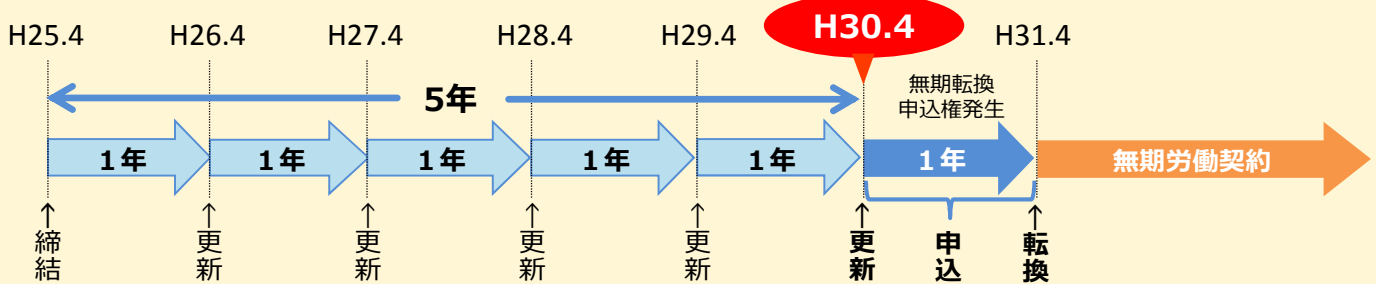 H25.4
H26.4
H27.4
H28.4
H29.4
H30.4
H31.4
5年
無期転換
申込権発生
1年
1年
1年
1年
1年
1年
無期労働契約
↑締結
↑更新
↑更新
↑更新
↑更新
↑更新
申込
↑転換